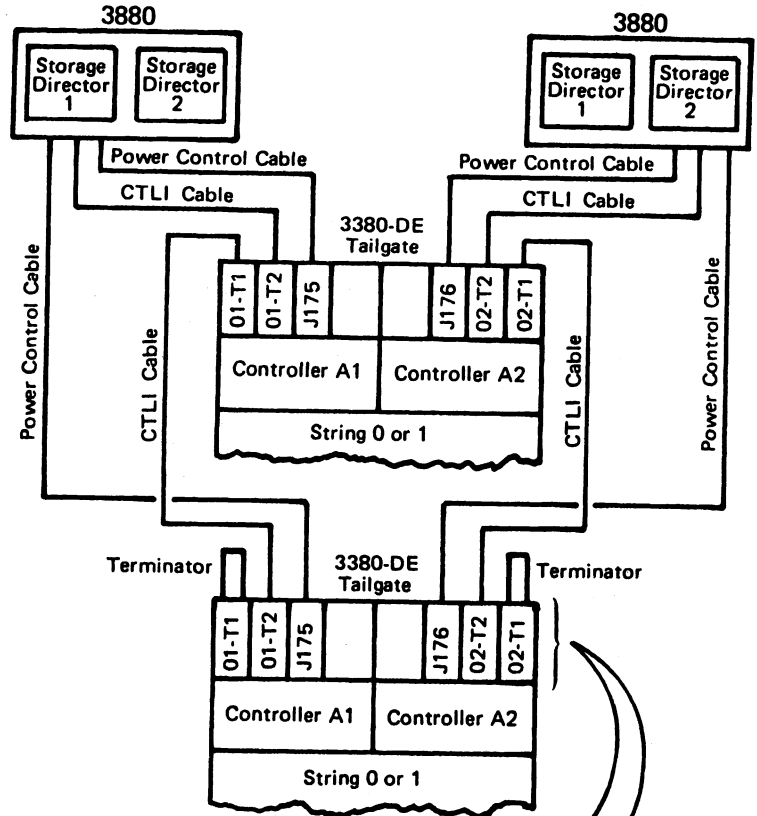 3880
3880
Storage
Director
1
Storage
Director
2
Storage
Director
1
Storage
Director
2
Power Control Cable
Power Control Cable
CTLI Cable
CTLI Cable
3380-DE
Tailgate
Power Control Cable
CTLI Cable
01-T1
01-T2
J175
J176
02-T2
02-T1
CTLI Cable
Power Control Cable
Controller A1
Controller A2
String 0 or 1
Terminator
3380-DE
Tailgate
Terminator
01-T1
01-T2
J175
J176
02-T2
02-T1
Controller A1
Controller A2
String 0 or 1